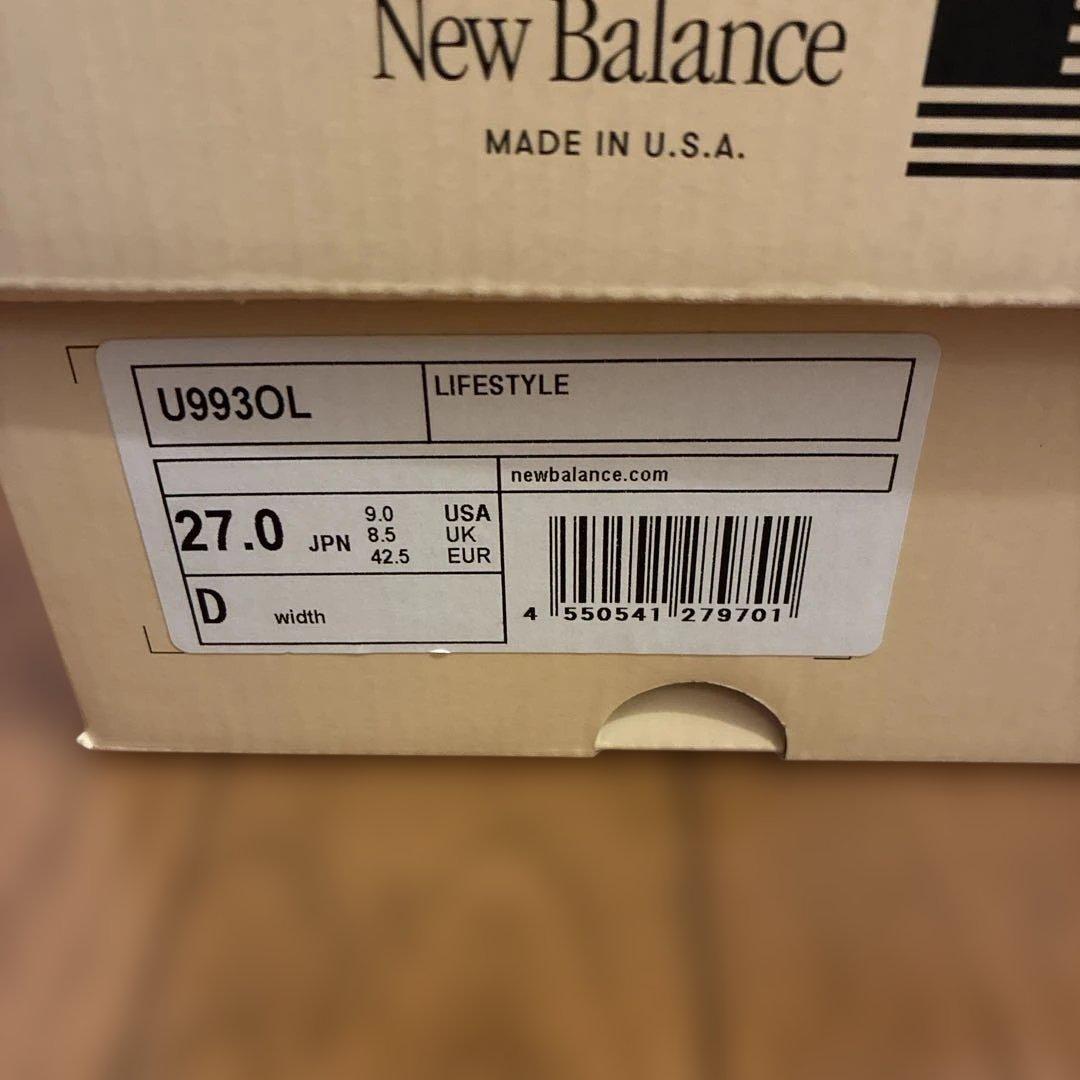 New Balance
MADE IN U.S.A.
U993OL
LIFESTYLE
newbalance.com
27.0 JPN
9.0 USA
8.5 UK
42.5 EUR
D width
4 550541 279701